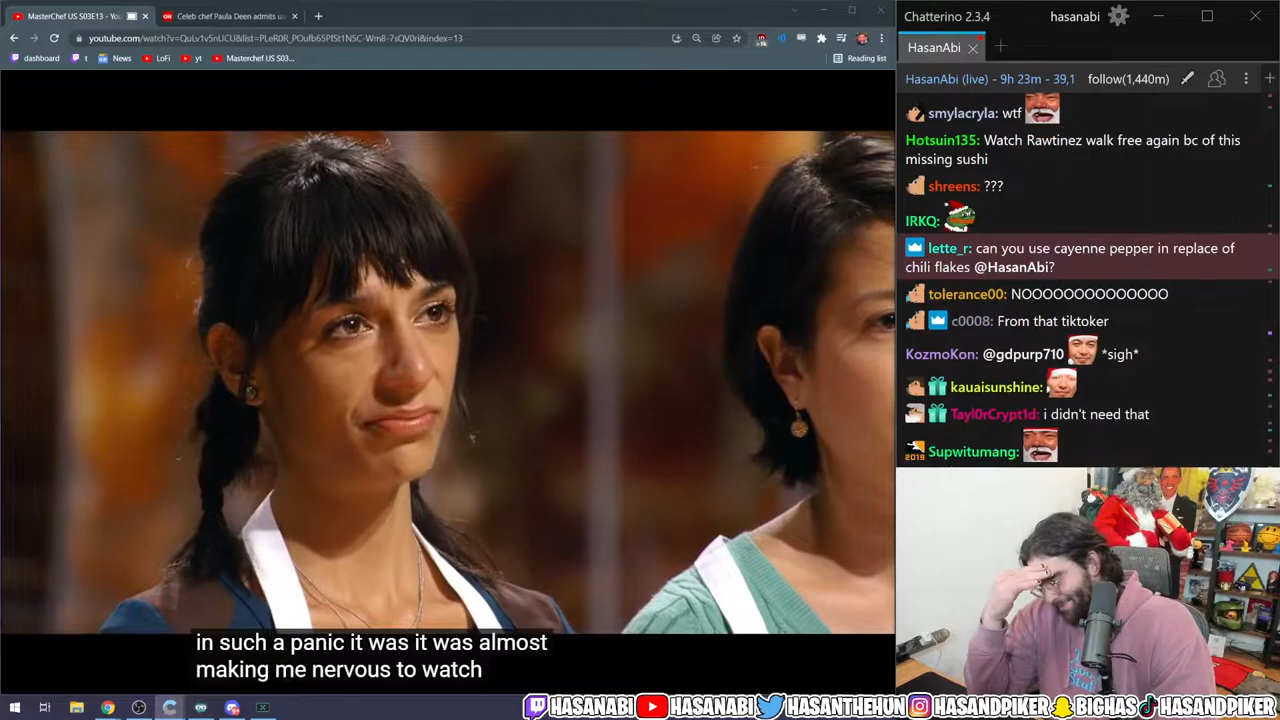 MasterChef US S03E13 - You
Celeb chef Paula Deen admits us
youtube.com/watch?v=QuLv1v5nUCU&list=PLeR0R_POufb65PfSt1N5C-Wm8-7sQV0ri&index=13
dashboard
t
News
LoFi
yt
Masterchef US S03...
Reading list
in such a panic it was it was almost
making me nervous to watch
Chatterino 2.3.4
hasanabi
HasanAbi
HasanAbi (live) - 9h 23m - 39,1
follow(1,440m)
smylacryla: wtf
Hotsuin135: Watch Rawtinez walk free again bc of this
missing sushi
shreens: ???
IRKQ:
lette_r: can you use cayenne pepper in replace of
chili flakes @HasanAbi?
tolerance00: NOOOOOOOOOOOOOO
c0008: From that tiktoker
KozmoKon: @gdpurp710 *sigh*
kauaisunshine:
Tayl0rCrypt1d: i didn't need that
2019 Supwitumang:
HASANABI
HASANABI
HASANTHEHUN
HASANDPIKER
BIGHAS
HASANDPIKER